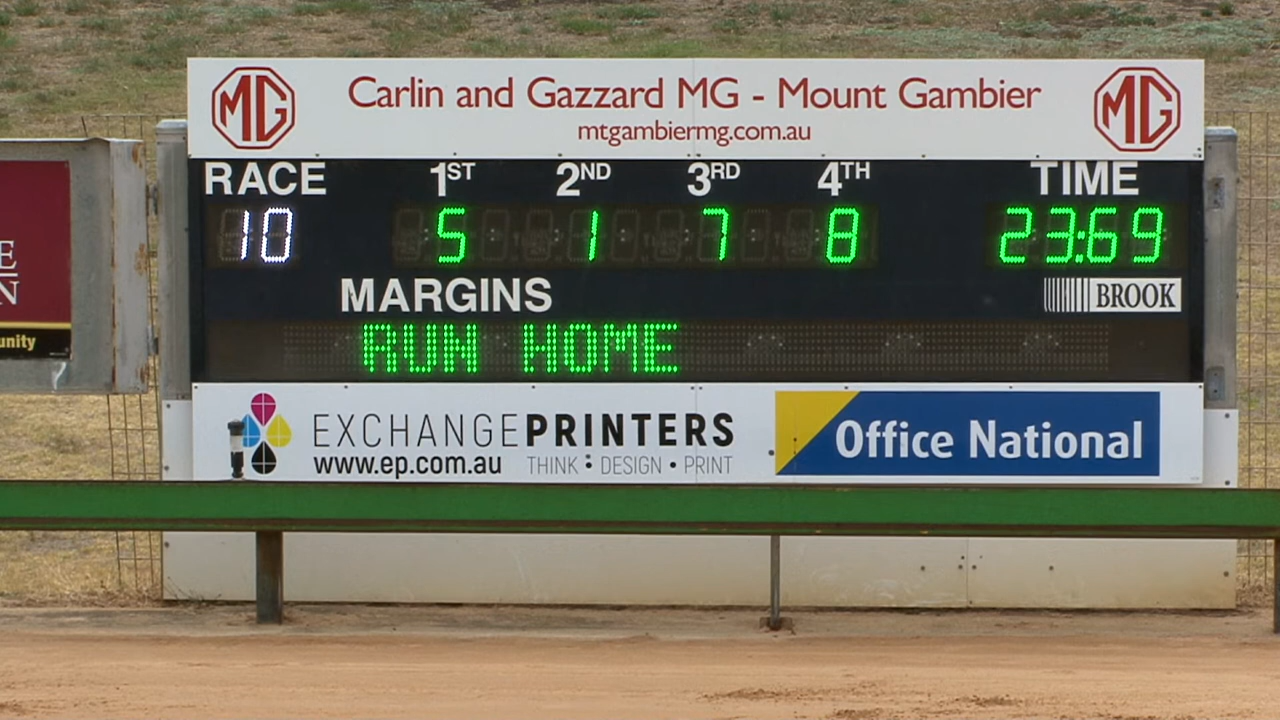 MG Carlin and Gazzard MG - Mount Gambier MG
mtgambiermg.com.au
RACE 1ST 2ND 3RD 4TH TIME
10 5 1 7 8 23:69
MARGINS
BROOK
RUN HOME
EXCHANGEPRINTERS
www.ep.com.au THINK • DESIGN • PRINT
Office National
E
N
unity